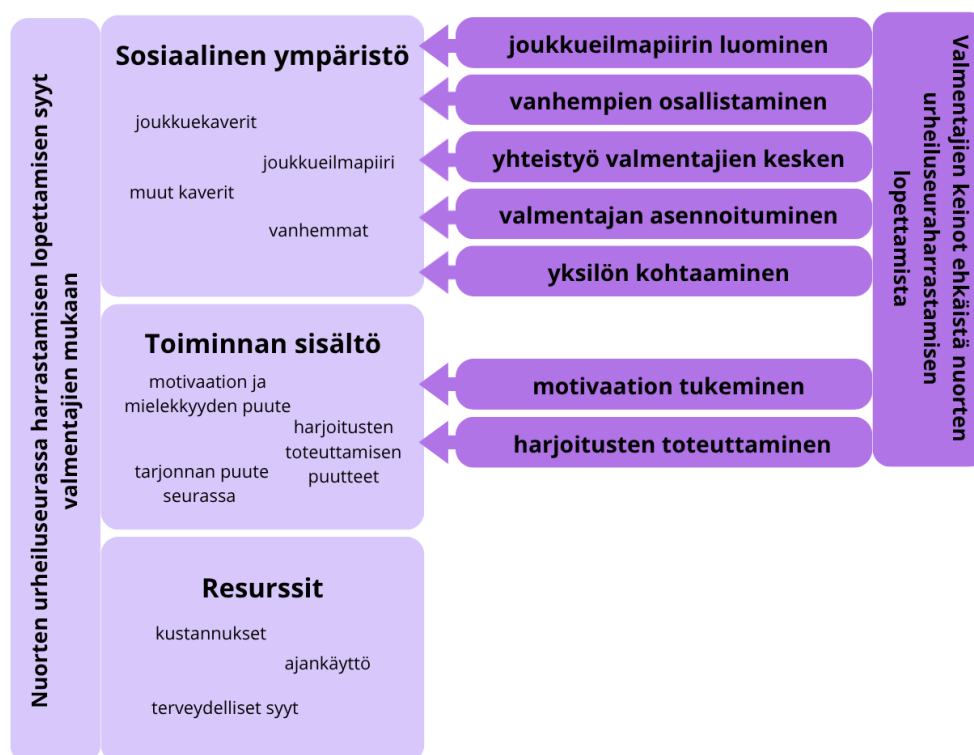 Nuorten urheiluseurassa harrastamisen lopettamisen syyt
valmentajien mukaan
Sosiaalinen ympäristö
joukkuekaverit
joukkueilmapiiri
muut kaverit
vanhemmat
Toiminnan sisältö
motivaation ja
mielekkyyden puute
harjoitusten
toteuttamisen
puutteet
tarjonnan puute
seurassa
Resurssit
kustannukset
ajankäyttö
terveydelliset syyt
joukkueilmapiirin luominen
vanhempien osallistaminen
yhteistyö valmentajien kesken
valmentajan asennoituminen
yksilön kohtaaminen
motivaation tukeminen
harjoitusten toteuttaminen
Valmentajien keinot ehkäistä nuorten
urheiluseuraharrastamisen
lopettamista